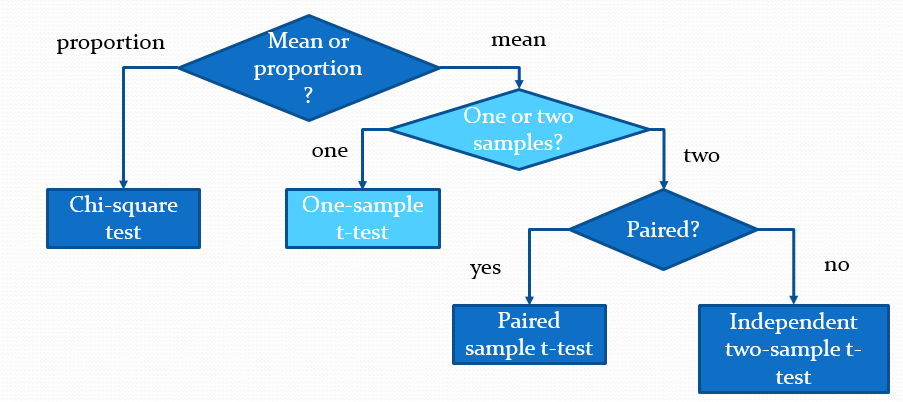 proportion
Mean or
proportion
?
mean
One or two
samples?
one
two
Chi-square
test
One-sample
t-test
Paired?
yes
no
Paired
sample t-test
Independent
two-sample t-
test